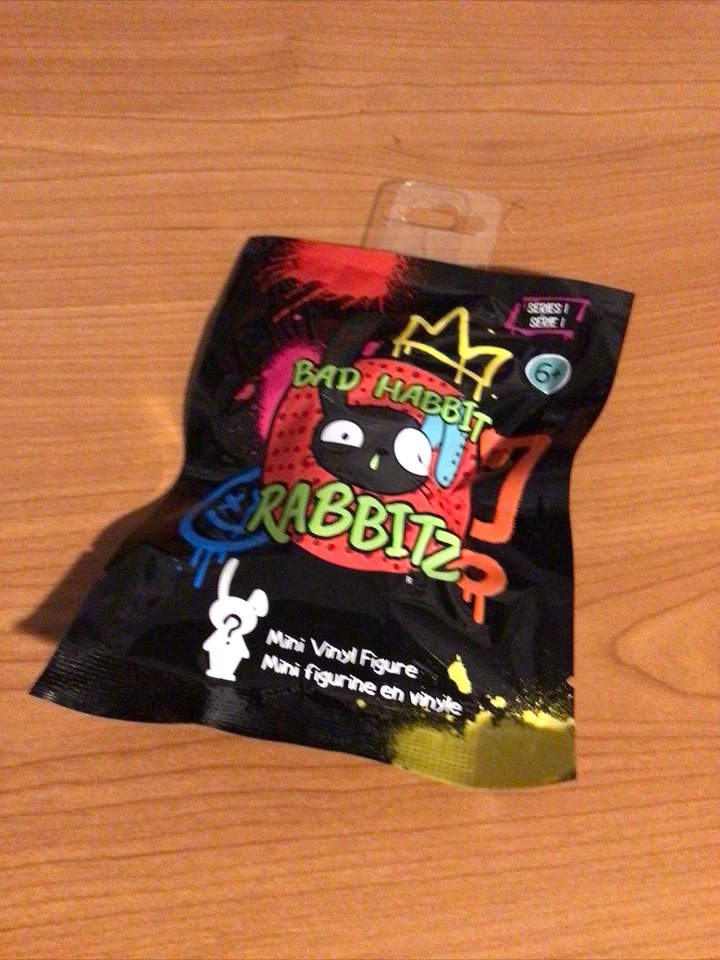 SERIES 1
SÉRIE 1
6+
BAD HABBIT
RABBITZ
?
Mini Vinyl Figure
Mini figurine en vinyle